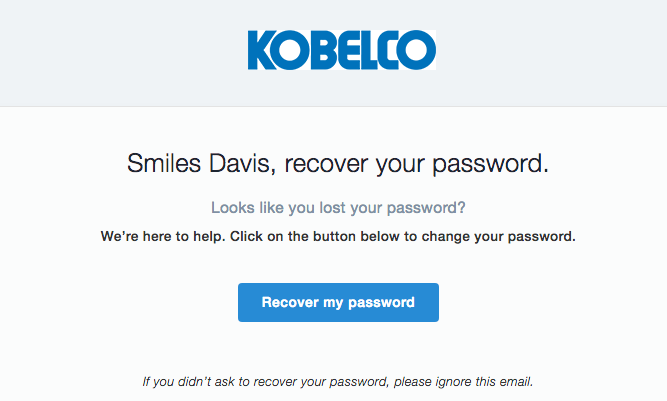 KOBELCO
Smiles Davis, recover your password.
Looks like you lost your password?
We’re here to help. Click on the button below to change your password.
Recover my password
If you didn’t ask to recover your password, please ignore this email.